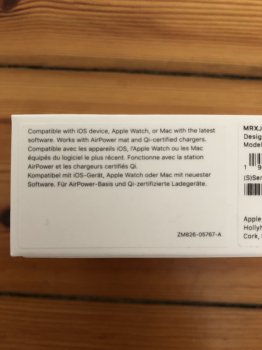 Compatible with iOS device, Apple Watch, or Mac with the latest
software. Works with AirPower mat and Qi-certified chargers.
Compatible avec les appareils iOS, l'Apple Watch ou les Mac
équipés du logiciel le plus récent. Fonctionne avec la station
AirPower et les chargeurs certifiés Qi.
Kompatibel mit iOS-Gerät, Apple Watch oder Mac mit neuester
Software. Für AirPower-Basis und Qi-zertifizierte Ladegeräte.
ZM826-05767-A
MRXJ
Design
Model
1 9
(S)Ser
Apple
Hollyh
Cork,